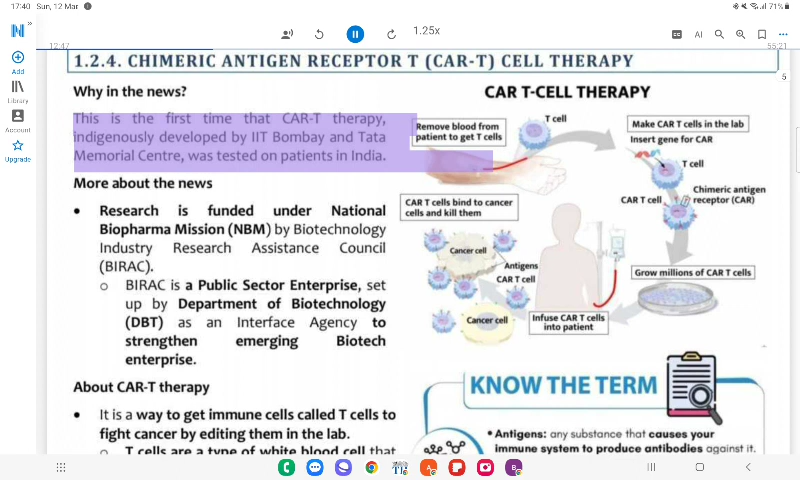 17:40 Sun, 12 Mar
71%
1.25x
AI
12:47
55:21
Add
Library
Account
Upgrade
5
1.2.4. CHIMERIC ANTIGEN RECEPTOR T (CAR-T) CELL THERAPY
Why in the news?
This is the first time that CAR-T therapy,
indigenously developed by IIT Bombay and Tata
Memorial Centre, was tested on patients in India.
More about the news
• Research is funded under National
Biopharma Mission (NBM) by Biotechnology
Industry Research Assistance Council
(BIRAC).
o BIRAC is a Public Sector Enterprise, set
up by Department of Biotechnology
(DBT) as an Interface Agency to
strengthen emerging Biotech
enterprise.
About CAR-T therapy
• It is a way to get immune cells called T cells to
fight cancer by editing them in the lab.
o T cells are a type of white blood cell that
CAR T-CELL THERAPY
Remove blood from
patient to get T cells
T cell
Make CAR T cells in the lab
Insert gene for CAR
T cell
Chimeric antigen
receptor (CAR)
CAR T cell
Grow millions of CAR T cells
Infuse CAR T cells
into patient
CAR T cells bind to cancer
cells and kill them
Cancer cell
Antigens
CAR T cell
Cancer cell
KNOW THE TERM
• Antigens: any substance that causes your
immune system to produce antibodies against it.